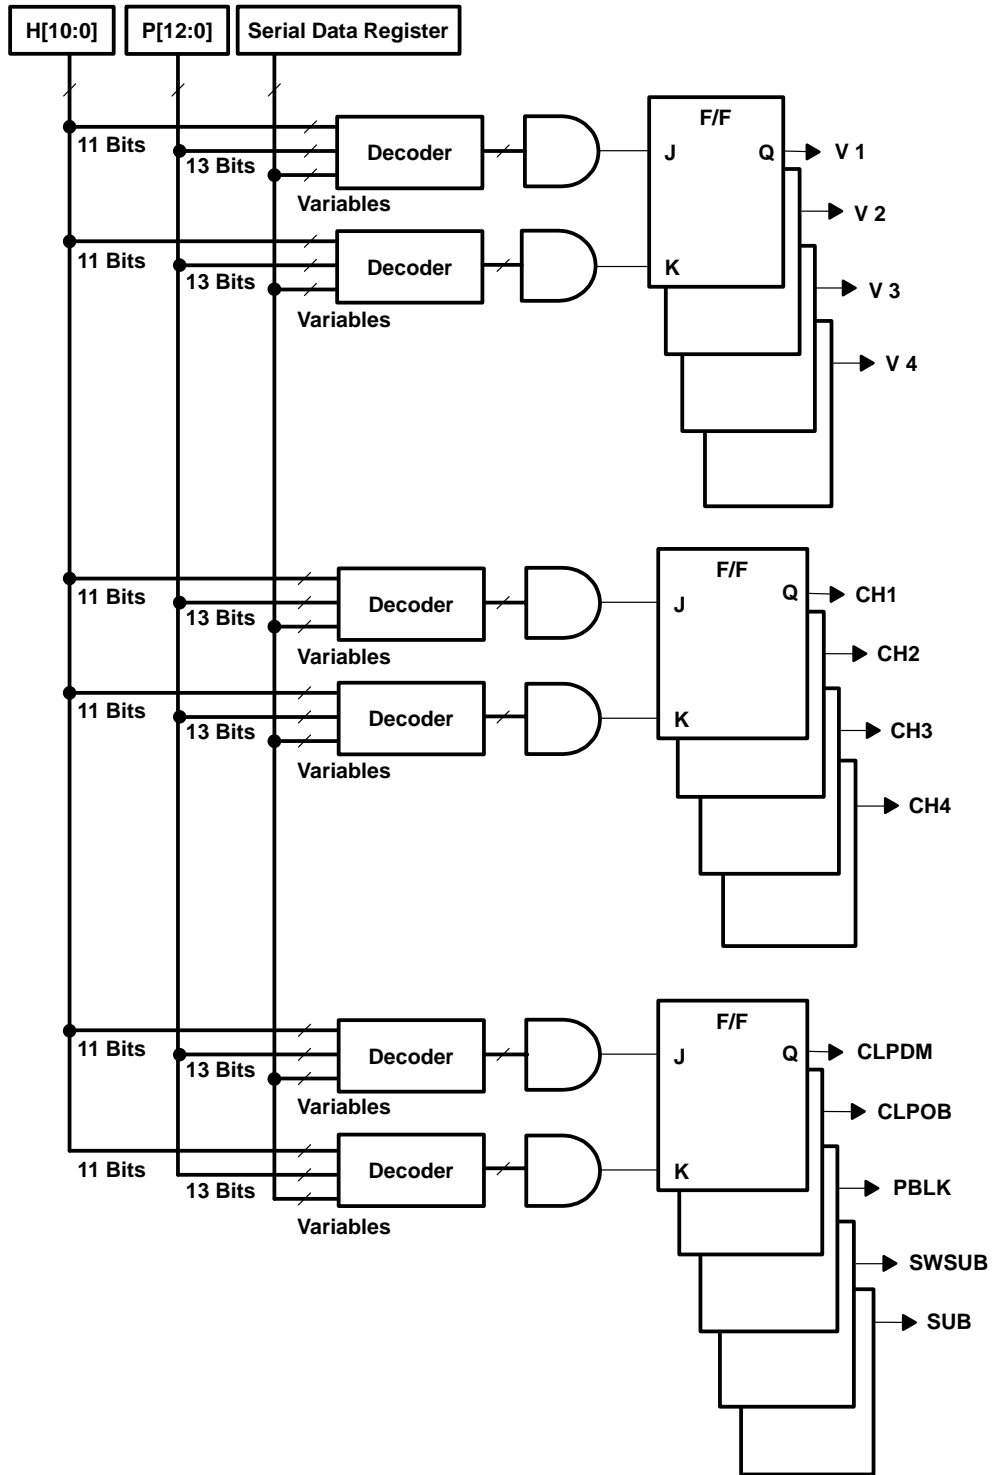 H[10:0] P[12:0] Serial Data Register
F/F
11 Bits
13 Bits
Decoder
J
Q
V 1
Variables
V 2
11 Bits
13 Bits
Decoder
K
V 3
Variables
V 4
F/F
11 Bits
13 Bits
Decoder
J
Q
CH1
Variables
CH2
11 Bits
13 Bits
Decoder
K
CH3
Variables
CH4
F/F
11 Bits
13 Bits
Decoder
J
Q
CLPDM
Variables
CLPOB
11 Bits
13 Bits
Decoder
K
PBLK
Variables
SWSUB
SUB